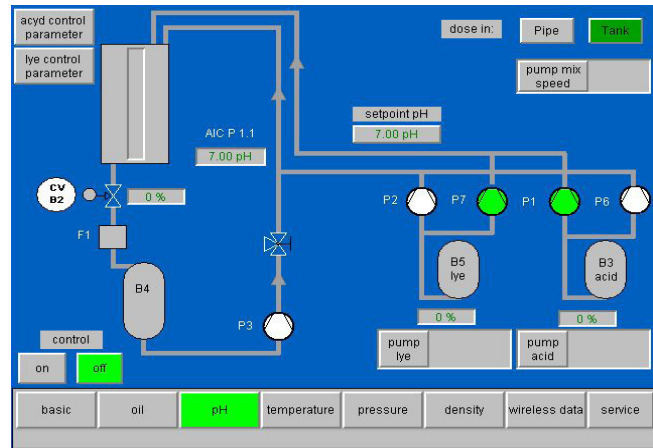 acyd control
parameter
lye control
parameter
dose in:
Pipe
Tank
pump mix
speed
setpoint pH
7.00 pH
AIC P 1.1
7.00 pH
CV
B2
0 %
F1
P2
P7
P1
P6
B5
lye
B3
acid
B4
P3
0 %
0 %
control
on
off
pump
lye
pump
acid
basic
oil
pH
temperature
pressure
density
wireless data
service